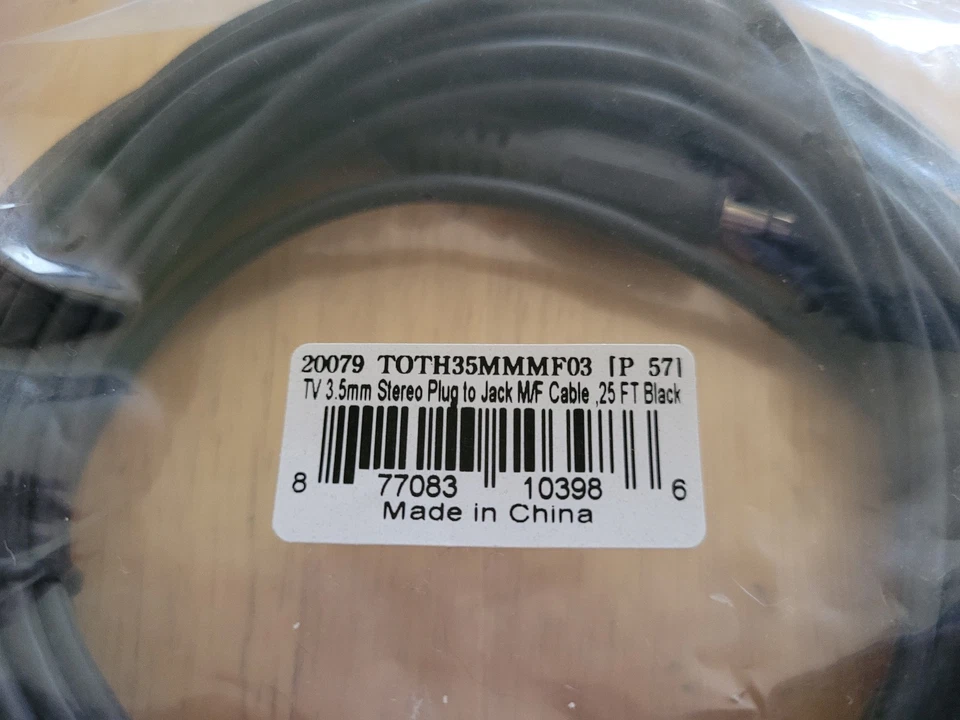 20079 TOTH35MMMF03 [P 57]
TV 3.5mm Stereo Plug to Jack M/F Cable ,25 FT Black
8 77083 10398 6
Made in China